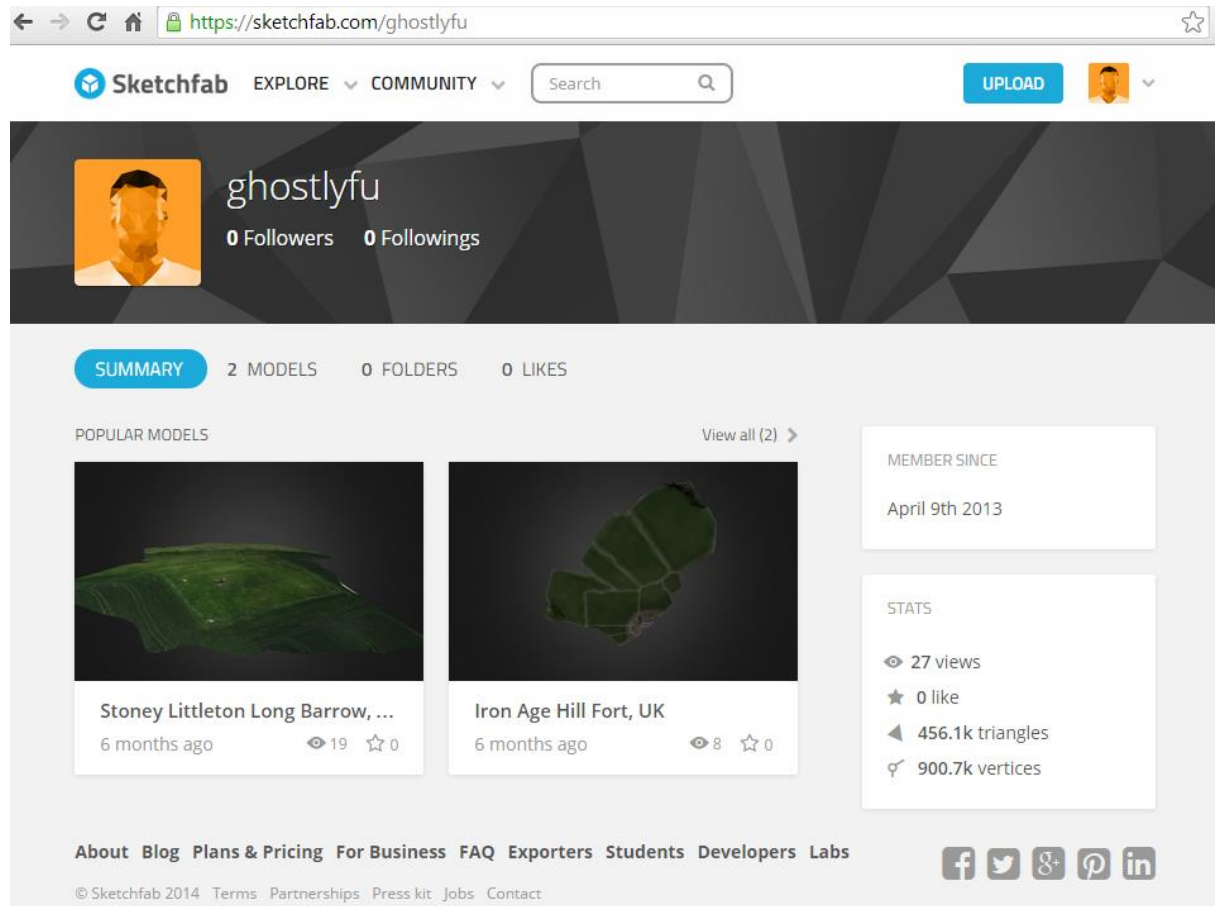 https://sketchfab.com/ghostlyfu
Sketchfab EXPLORE COMMUNITY Search UPLOAD
ghostlyfu
0 Followers 0 Followings
SUMMARY 2 MODELS 0 FOLDERS 0 LIKES
POPULAR MODELS View all (2)
Stoney Littleton Long Barrow, ...
6 months ago 19 0
Iron Age Hill Fort, UK
6 months ago 8 0
MEMBER SINCE
April 9th 2013
STATS
27 views
0 like
456.1k triangles
900.7k vertices
About Blog Plans & Pricing For Business FAQ Exporters Students Developers Labs
© Sketchfab 2014 Terms Partnerships Press kit Jobs Contact